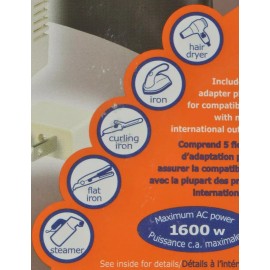 hair
dryer
iron
curling
iron
flat
iron
steamer
Includ
adapter p
for compatib
with m
international out
Comprend 5 fi
d'adaptation p
assurer la compatib
avec la plupart des pr
internation
Maximum AC power
1600 w
Puissance c.a. maximale
See inside for details/Détails à l'intér